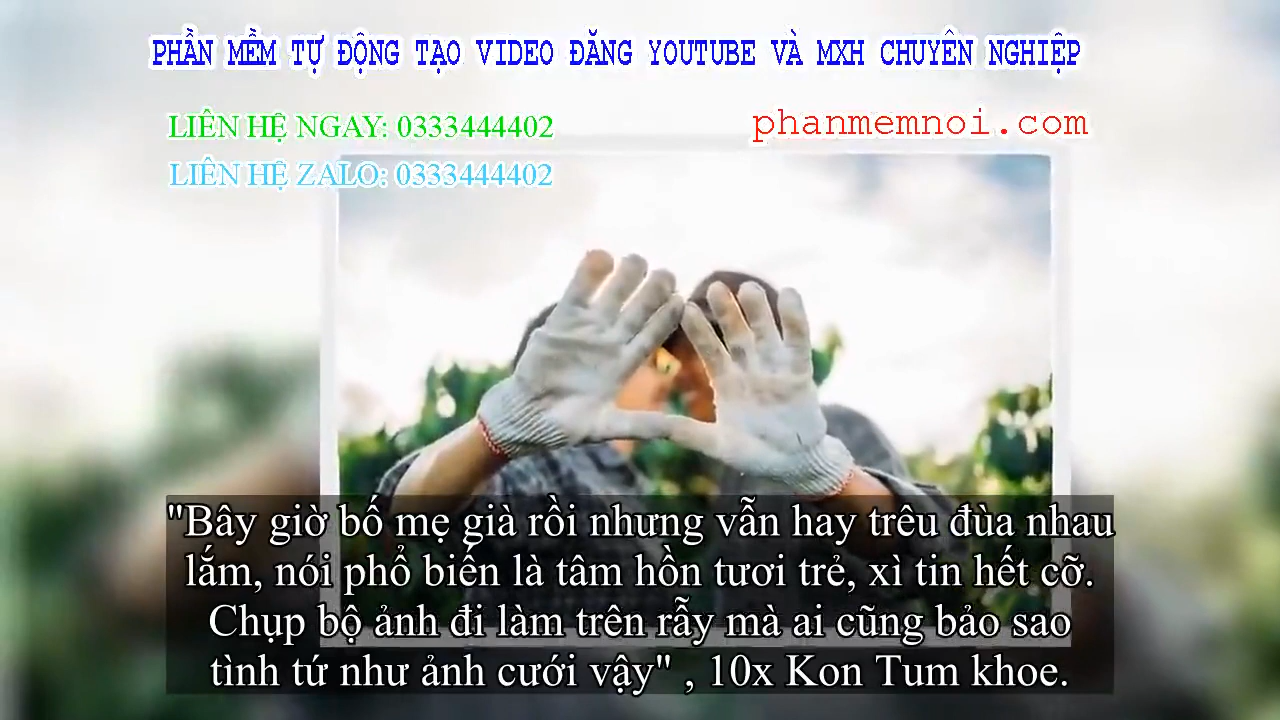 PHẦN MỀM TỰ ĐỘNG TẠO VIDEO ĐĂNG YOUTUBE VÀ MXH CHUYÊN NGHIỆP
LIÊN HỆ NGAY: 0333444402
phanmemnoi.com
LIÊN HỆ ZALO: 0333444402
"Bây giờ bố mẹ già rồi nhưng vẫn hay trêu đùa nhau
lắm, nói phổ biến là tâm hồn tươi trẻ, xì tin hết cỡ.
Chụp bộ ảnh đi làm trên rẫy mà ai cũng bảo sao
tình tứ như ảnh cưới vậy" , 10x Kon Tum khoe.